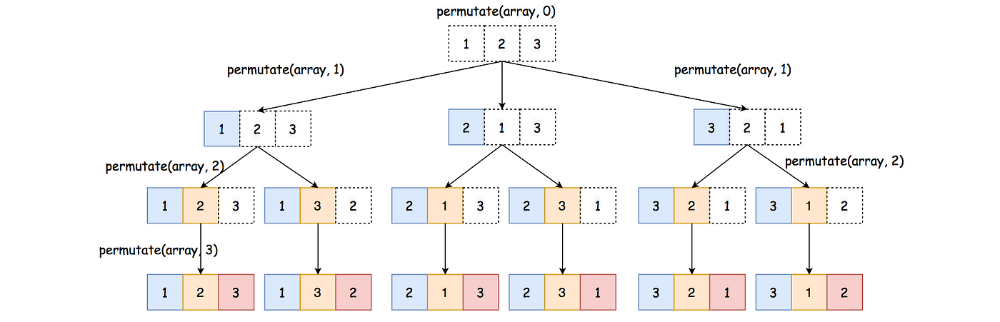 permutate(array, 0)
1 2 3
permutate(array, 1)
permutate(array, 1)
1 2 3
2 1 3
3 2 1
permutate(array, 2)
permutate(array, 2)
1 2 3
1 3 2
2 1 3
2 3 1
3 2 1
3 1 2
permutate(array, 3)
1 2 3
1 3 2
2 1 3
2 3 1
3 2 1
3 1 2